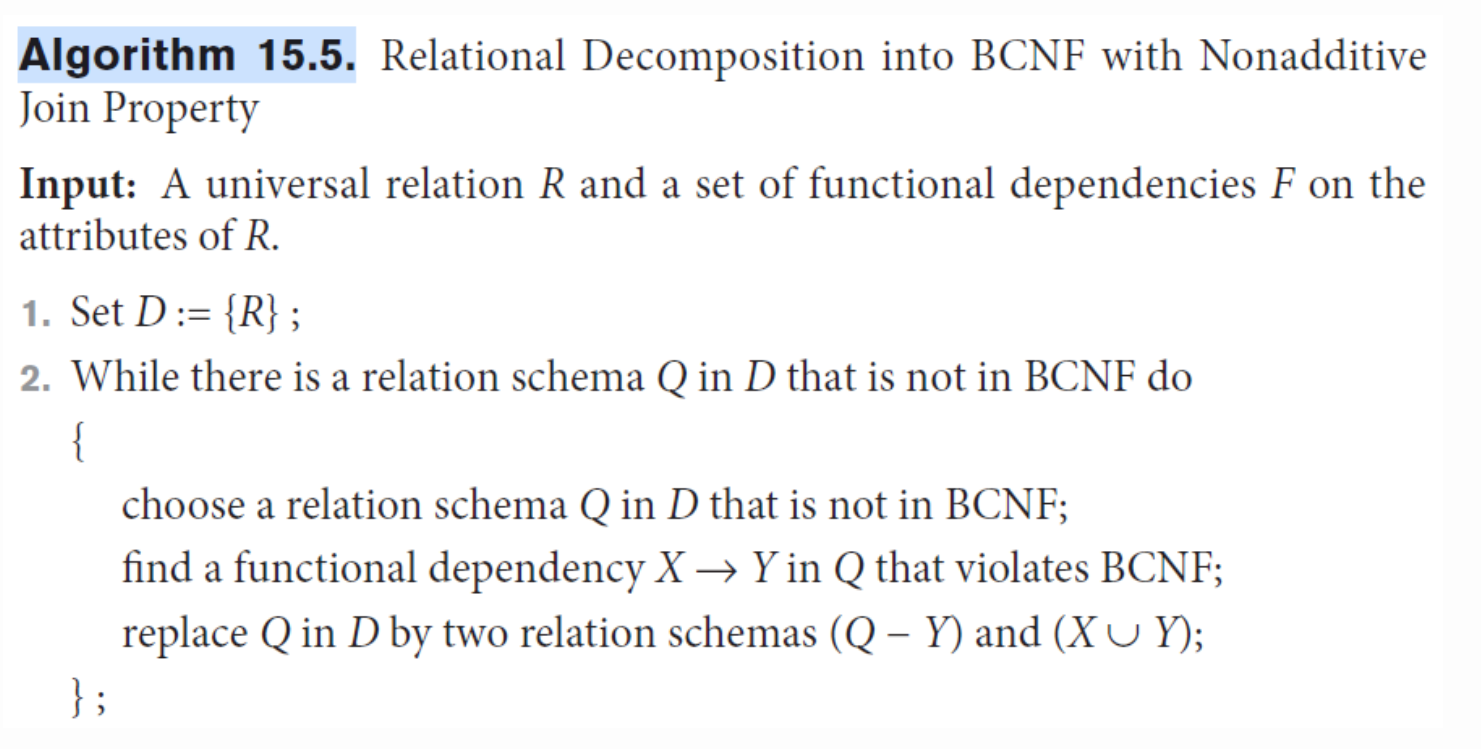 Algorithm 15.5. Relational Decomposition into BCNF with Nonadditive
Join Property
Input: A universal relation R and a set of functional dependencies F on the
attributes of R.
1. Set D := {R} ;
2. While there is a relation schema Q in D that is not in BCNF do
{
choose a relation schema Q in D that is not in BCNF;
find a functional dependency X → Y in Q that violates BCNF;
replace Q in D by two relation schemas (Q – Y) and (X ∪ Y);
} ;